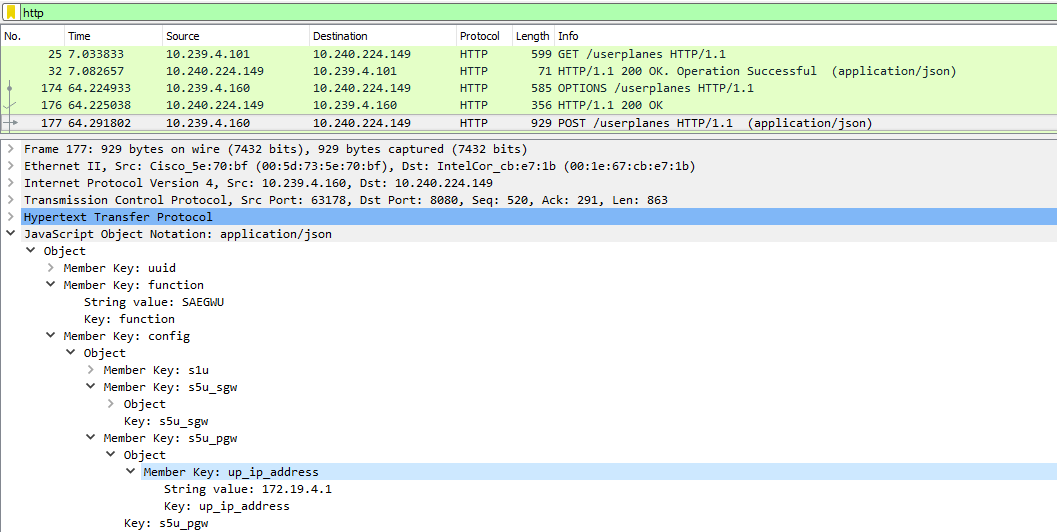 http
No. Time Source Destination Protocol Length Info
25 7.033833 10.239.4.101 10.240.224.149 HTTP 599 GET /userplanes HTTP/1.1
32 7.082657 10.240.224.149 10.239.4.101 HTTP 71 HTTP/1.1 200 OK. Operation Successful (application/json)
174 64.224933 10.239.4.160 10.240.224.149 HTTP 585 OPTIONS /userplanes HTTP/1.1
176 64.225038 10.240.224.149 10.239.4.160 HTTP 356 HTTP/1.1 200 OK
177 64.291802 10.239.4.160 10.240.224.149 HTTP 929 POST /userplanes HTTP/1.1 (application/json)
Frame 177: 929 bytes on wire (7432 bits), 929 bytes captured (7432 bits)
Ethernet II, Src: Cisco_5e:70:bf (00:5d:73:5e:70:bf), Dst: IntelCor_cb:e7:1b (00:1e:67:cb:e7:1b)
Internet Protocol Version 4, Src: 10.239.4.160, Dst: 10.240.224.149
Transmission Control Protocol, Src Port: 63178, Dst Port: 8080, Seq: 520, Ack: 291, Len: 863
Hypertext Transfer Protocol
JavaScript Object Notation: application/json
Object
Member Key: uuid
Member Key: function
String value: SAEGWU
Key: function
Member Key: config
Object
Member Key: s1u
Member Key: s5u_sgw
Object
Key: s5u_sgw
Member Key: s5u_pgw
Object
Member Key: up_ip_address
String value: 172.19.4.1
Key: up_ip_address
Key: s5u_pgw